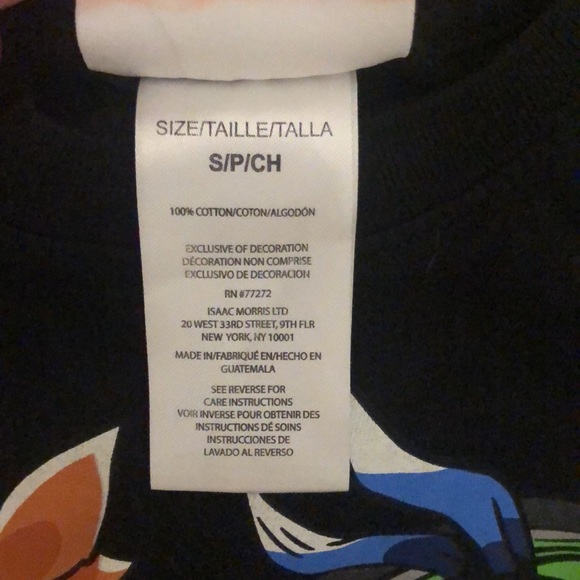 SIZE/TAILLE/TALLA
S/P/CH
100% COTTON/COTON/ALGODÓN
EXCLUSIVE OF DECORATION
DÉCORATION NON COMPRISE
EXCLUSIVO DE DECORACION
RN #77272
ISAAC MORRIS LTD
20 WEST 33RD STREET, 9TH FLR
NEW YORK, NY 10001
MADE IN/FABRIQUÉ EN/HECHO EN
GUATEMALA
SEE REVERSE FOR
CARE INSTRUCTIONS
VOIR INVERSE POUR OBTENIR DES
INSTRUCTIONS DE SOINS
INSTRUCCIONES DE
LAVADO AL REVERSO